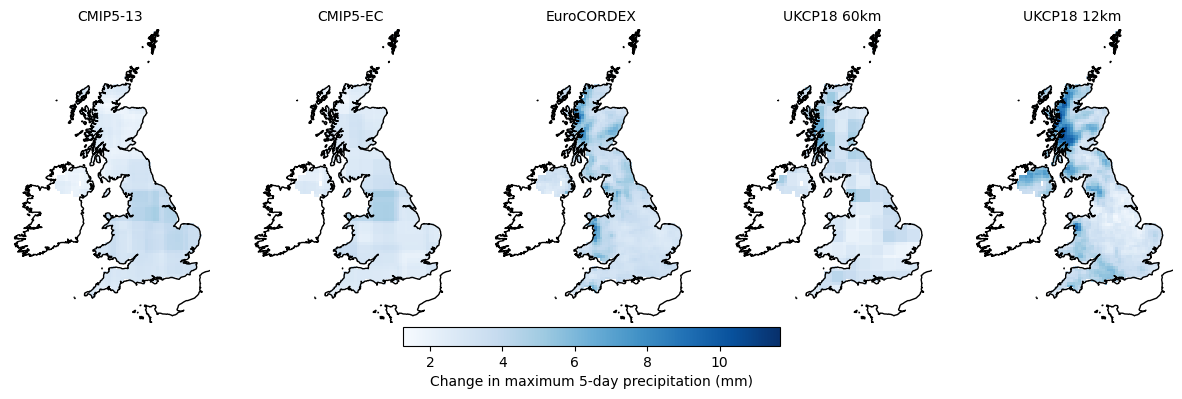 CMIP5-13 CMIP5-EC EuroCORDEX UKCP18 60km UKCP18 12km
2 4 6 8 10
Change in maximum 5-day precipitation (mm)